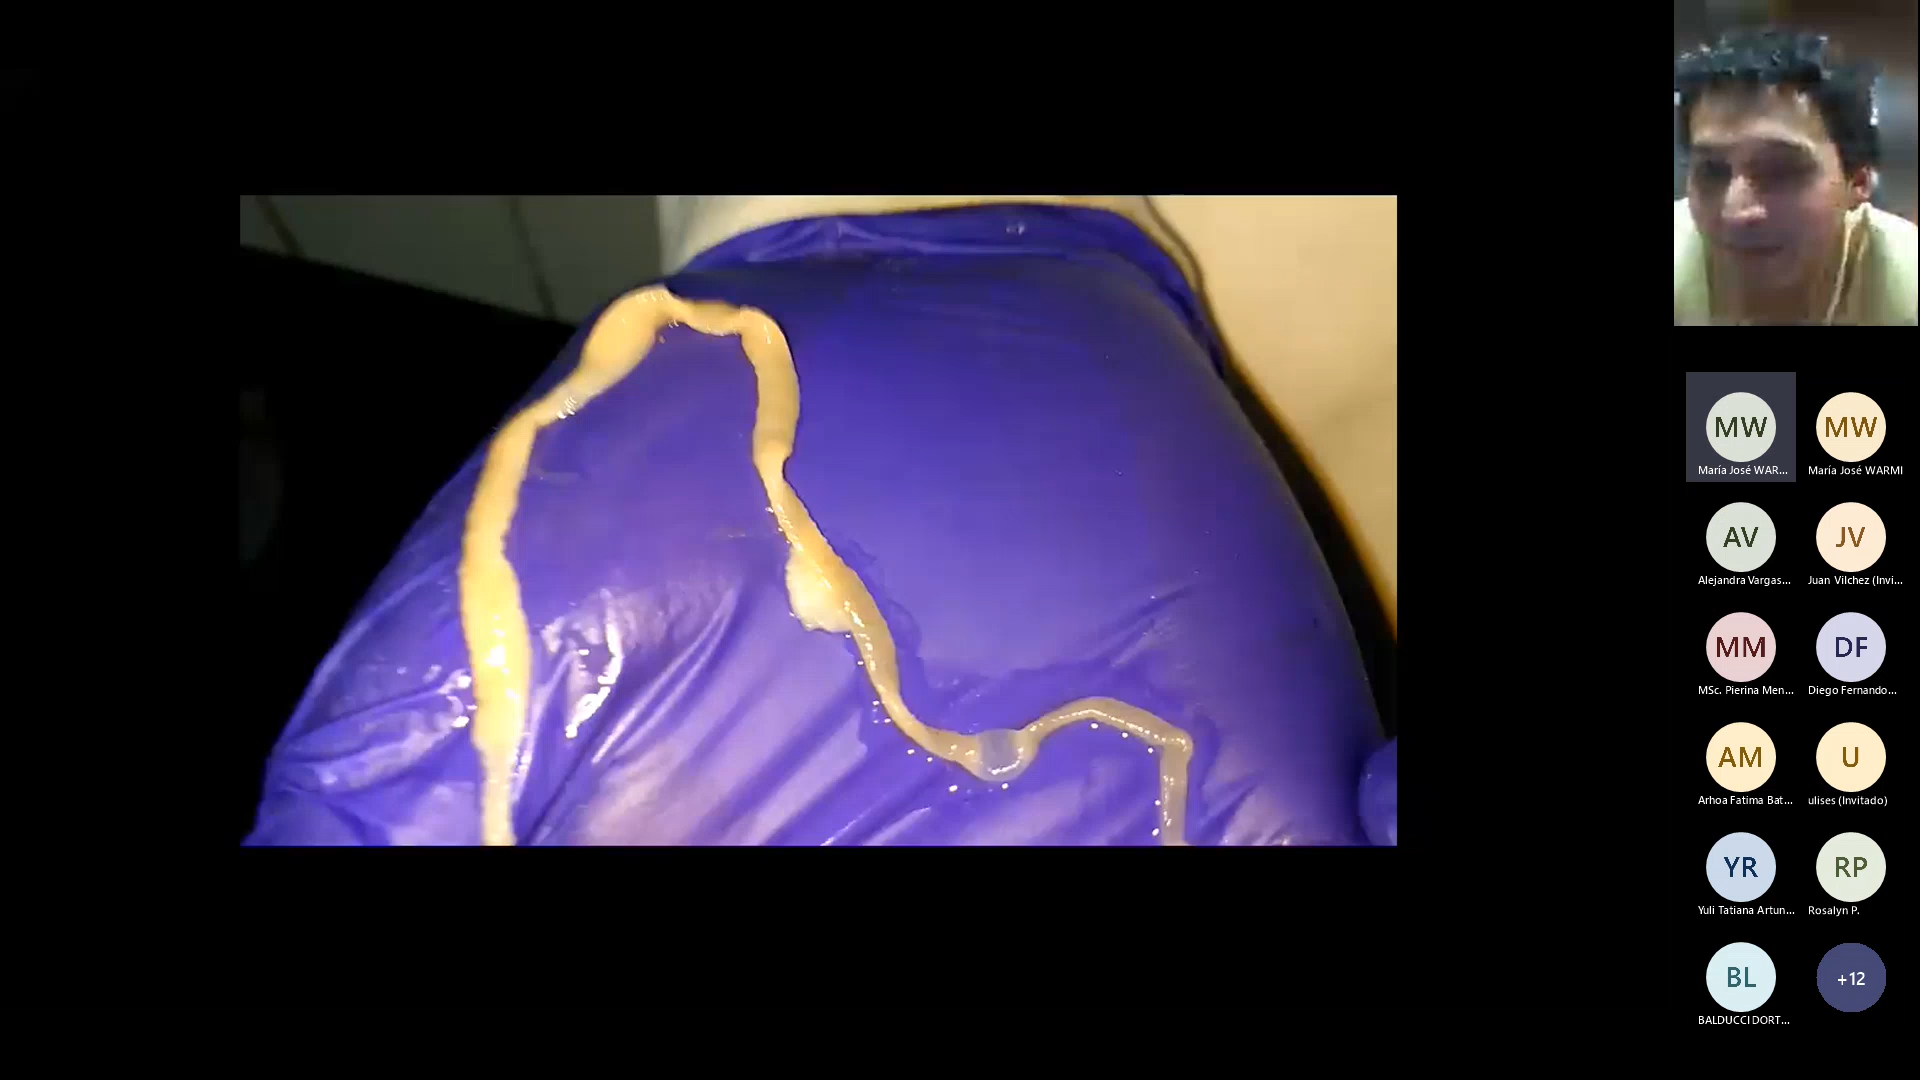 MW MW
María José WAR... María José WARMI
AV JV
Alejandra Vargas... Juan Vilchez (Invi...
MM DF
MSc. Pierina Men... Diego Fernando...
AM U
Arhoa Fatima Bat... ulises (Invitado)
YR RP
Yuli Tatiana Artun... Rosalyn P.
BL +12
BALDUCCI DORT...